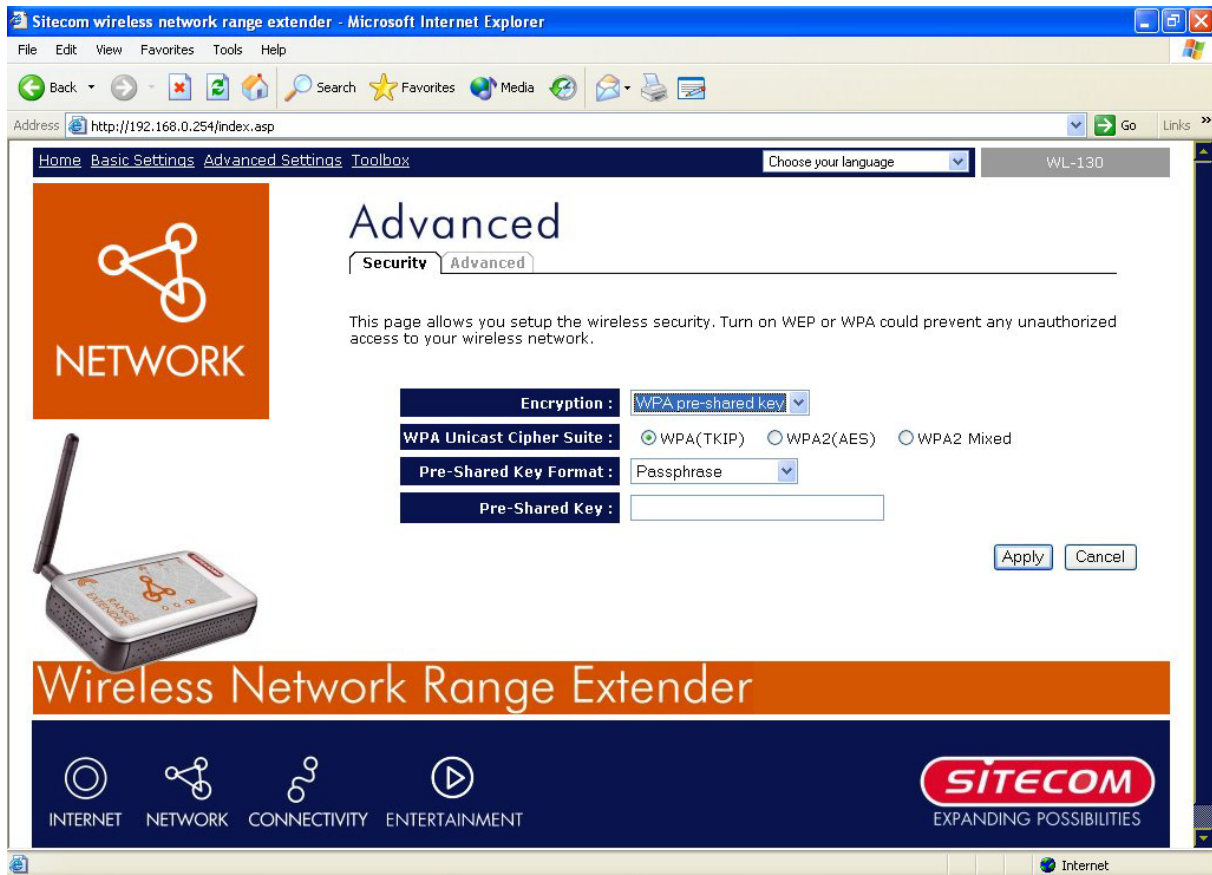 Sitecom wireless network range extender - Microsoft Internet Explorer
File Edit View Favorites Tools Help
Back Search Favorites Media
Address http://192.168.0.254/index.asp Go Links »
Home Basic Settings Advanced Settings Toolbox Choose your language WL-130
NETWORK
Advanced
Security Advanced
This page allows you setup the wireless security. Turn on WEP or WPA could prevent any unauthorized
access to your wireless network.
Encryption : WPA pre-shared key
WPA Unicast Cipher Suite : WPA(TKIP) WPA2(AES) WPA2 Mixed
Pre-Shared Key Format : Passphrase
Pre-Shared Key :
Apply Cancel
SITECOM
RANGE
EXTENDER
Wireless Network Range Extender
INTERNET NETWORK CONNECTIVITY ENTERTAINMENT
SITECOM
EXPANDING POSSIBILITIES
Internet